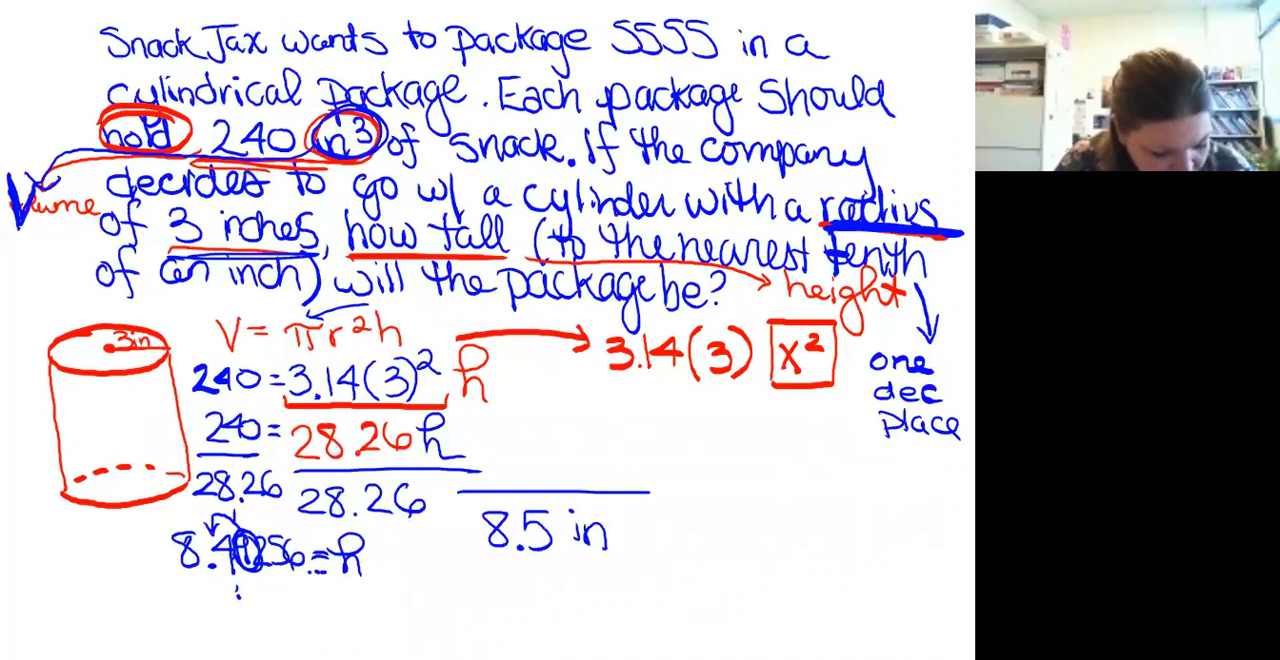 Snack Jax wants to package SSSS in a
cylindrical package. Each package should
hold 240 in3 of snack. If the company
decides to go w/ a cylinder with a radius
of 3 inches, how tall (to the nearest tenth
of an inch) will the package be?
volume
height
V = πr²h
3in
240 = 3.14(3)² h
3.14(3) x²
one
dec
place
240 = 28.26h
28.26 28.26
8.5 in
= h